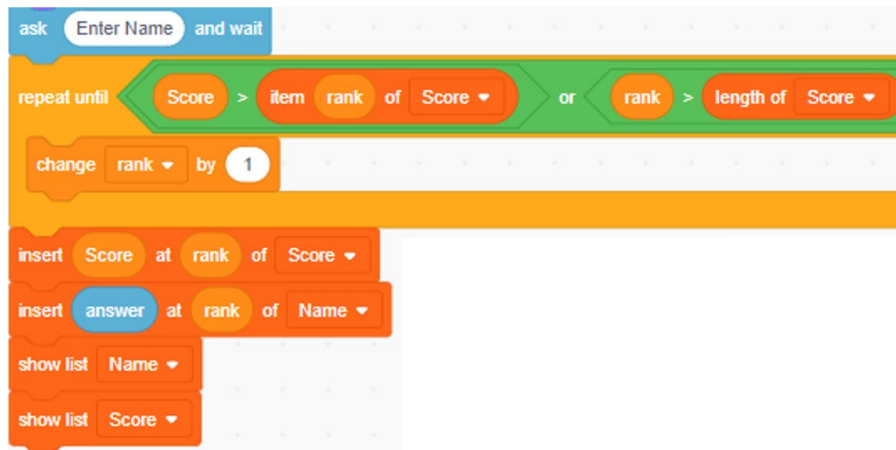 ask Enter Name and wait
repeat until Score > item rank of Score or rank > length of Score
change rank by 1
insert Score at rank of Score
insert answer at rank of Name
show list Name
show list Score